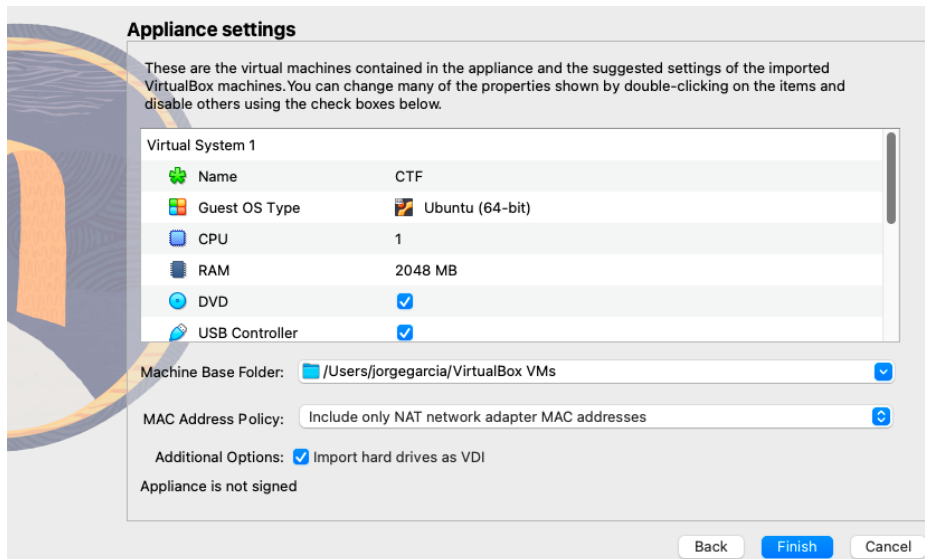 Appliance settings
These are the virtual machines contained in the appliance and the suggested settings of the imported
VirtualBox machines.You can change many of the properties shown by double-clicking on the items and
disable others using the check boxes below.
Virtual System 1
Name CTF
Guest OS Type Ubuntu (64-bit)
CPU 1
RAM 2048 MB
DVD
USB Controller
Machine Base Folder: /Users/jorgegarcia/VirtualBox VMs
MAC Address Policy: Include only NAT network adapter MAC addresses
Additional Options: Import hard drives as VDI
Appliance is not signed
Back Finish Cancel